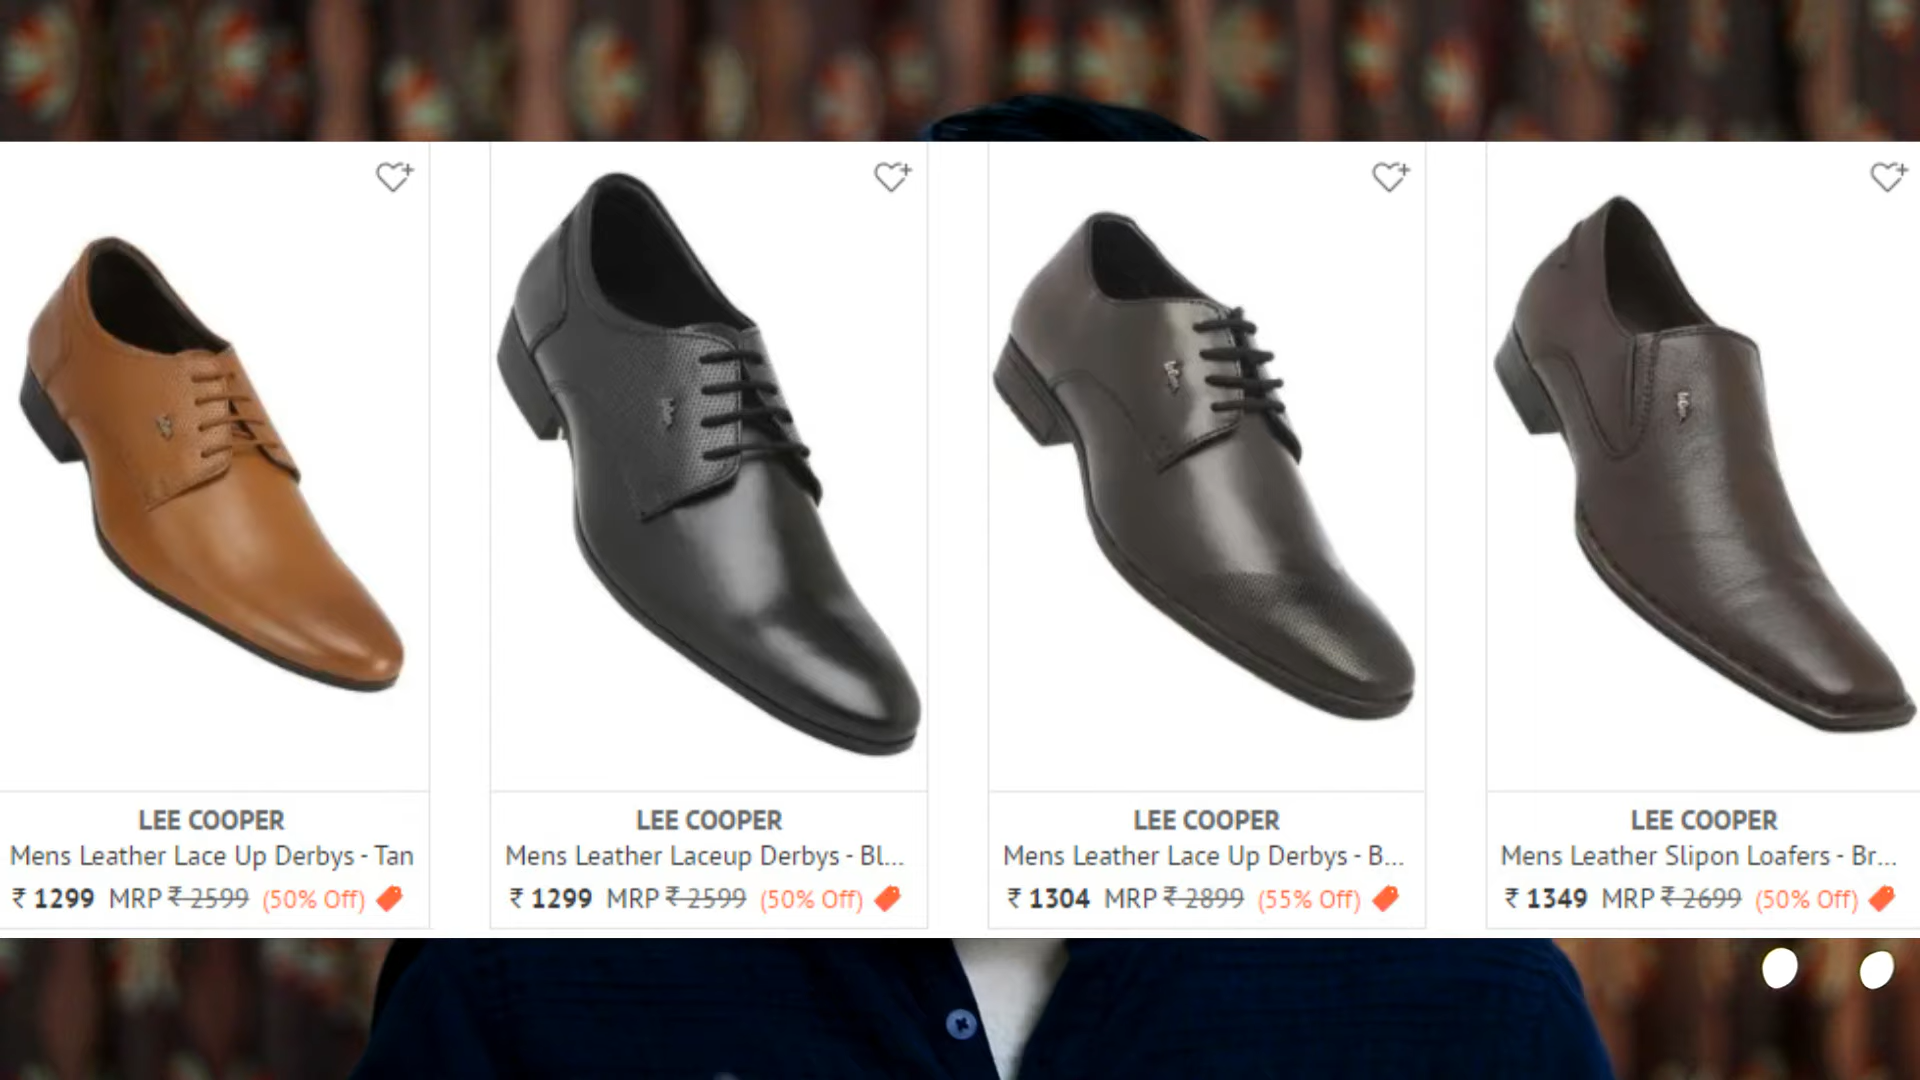 LEE COOPER
Mens Leather Lace Up Derbys - Tan
₹ 1299 MRP ₹ 2599 (50% Off)
LEE COOPER
Mens Leather Laceup Derbys - Bl...
₹ 1299 MRP ₹ 2599 (50% Off)
LEE COOPER
Mens Leather Lace Up Derbys - B...
₹ 1304 MRP ₹ 2899 (55% Off)
LEE COOPER
Mens Leather Slipon Loafers - Br...
₹ 1349 MRP ₹ 2699 (50% Off)